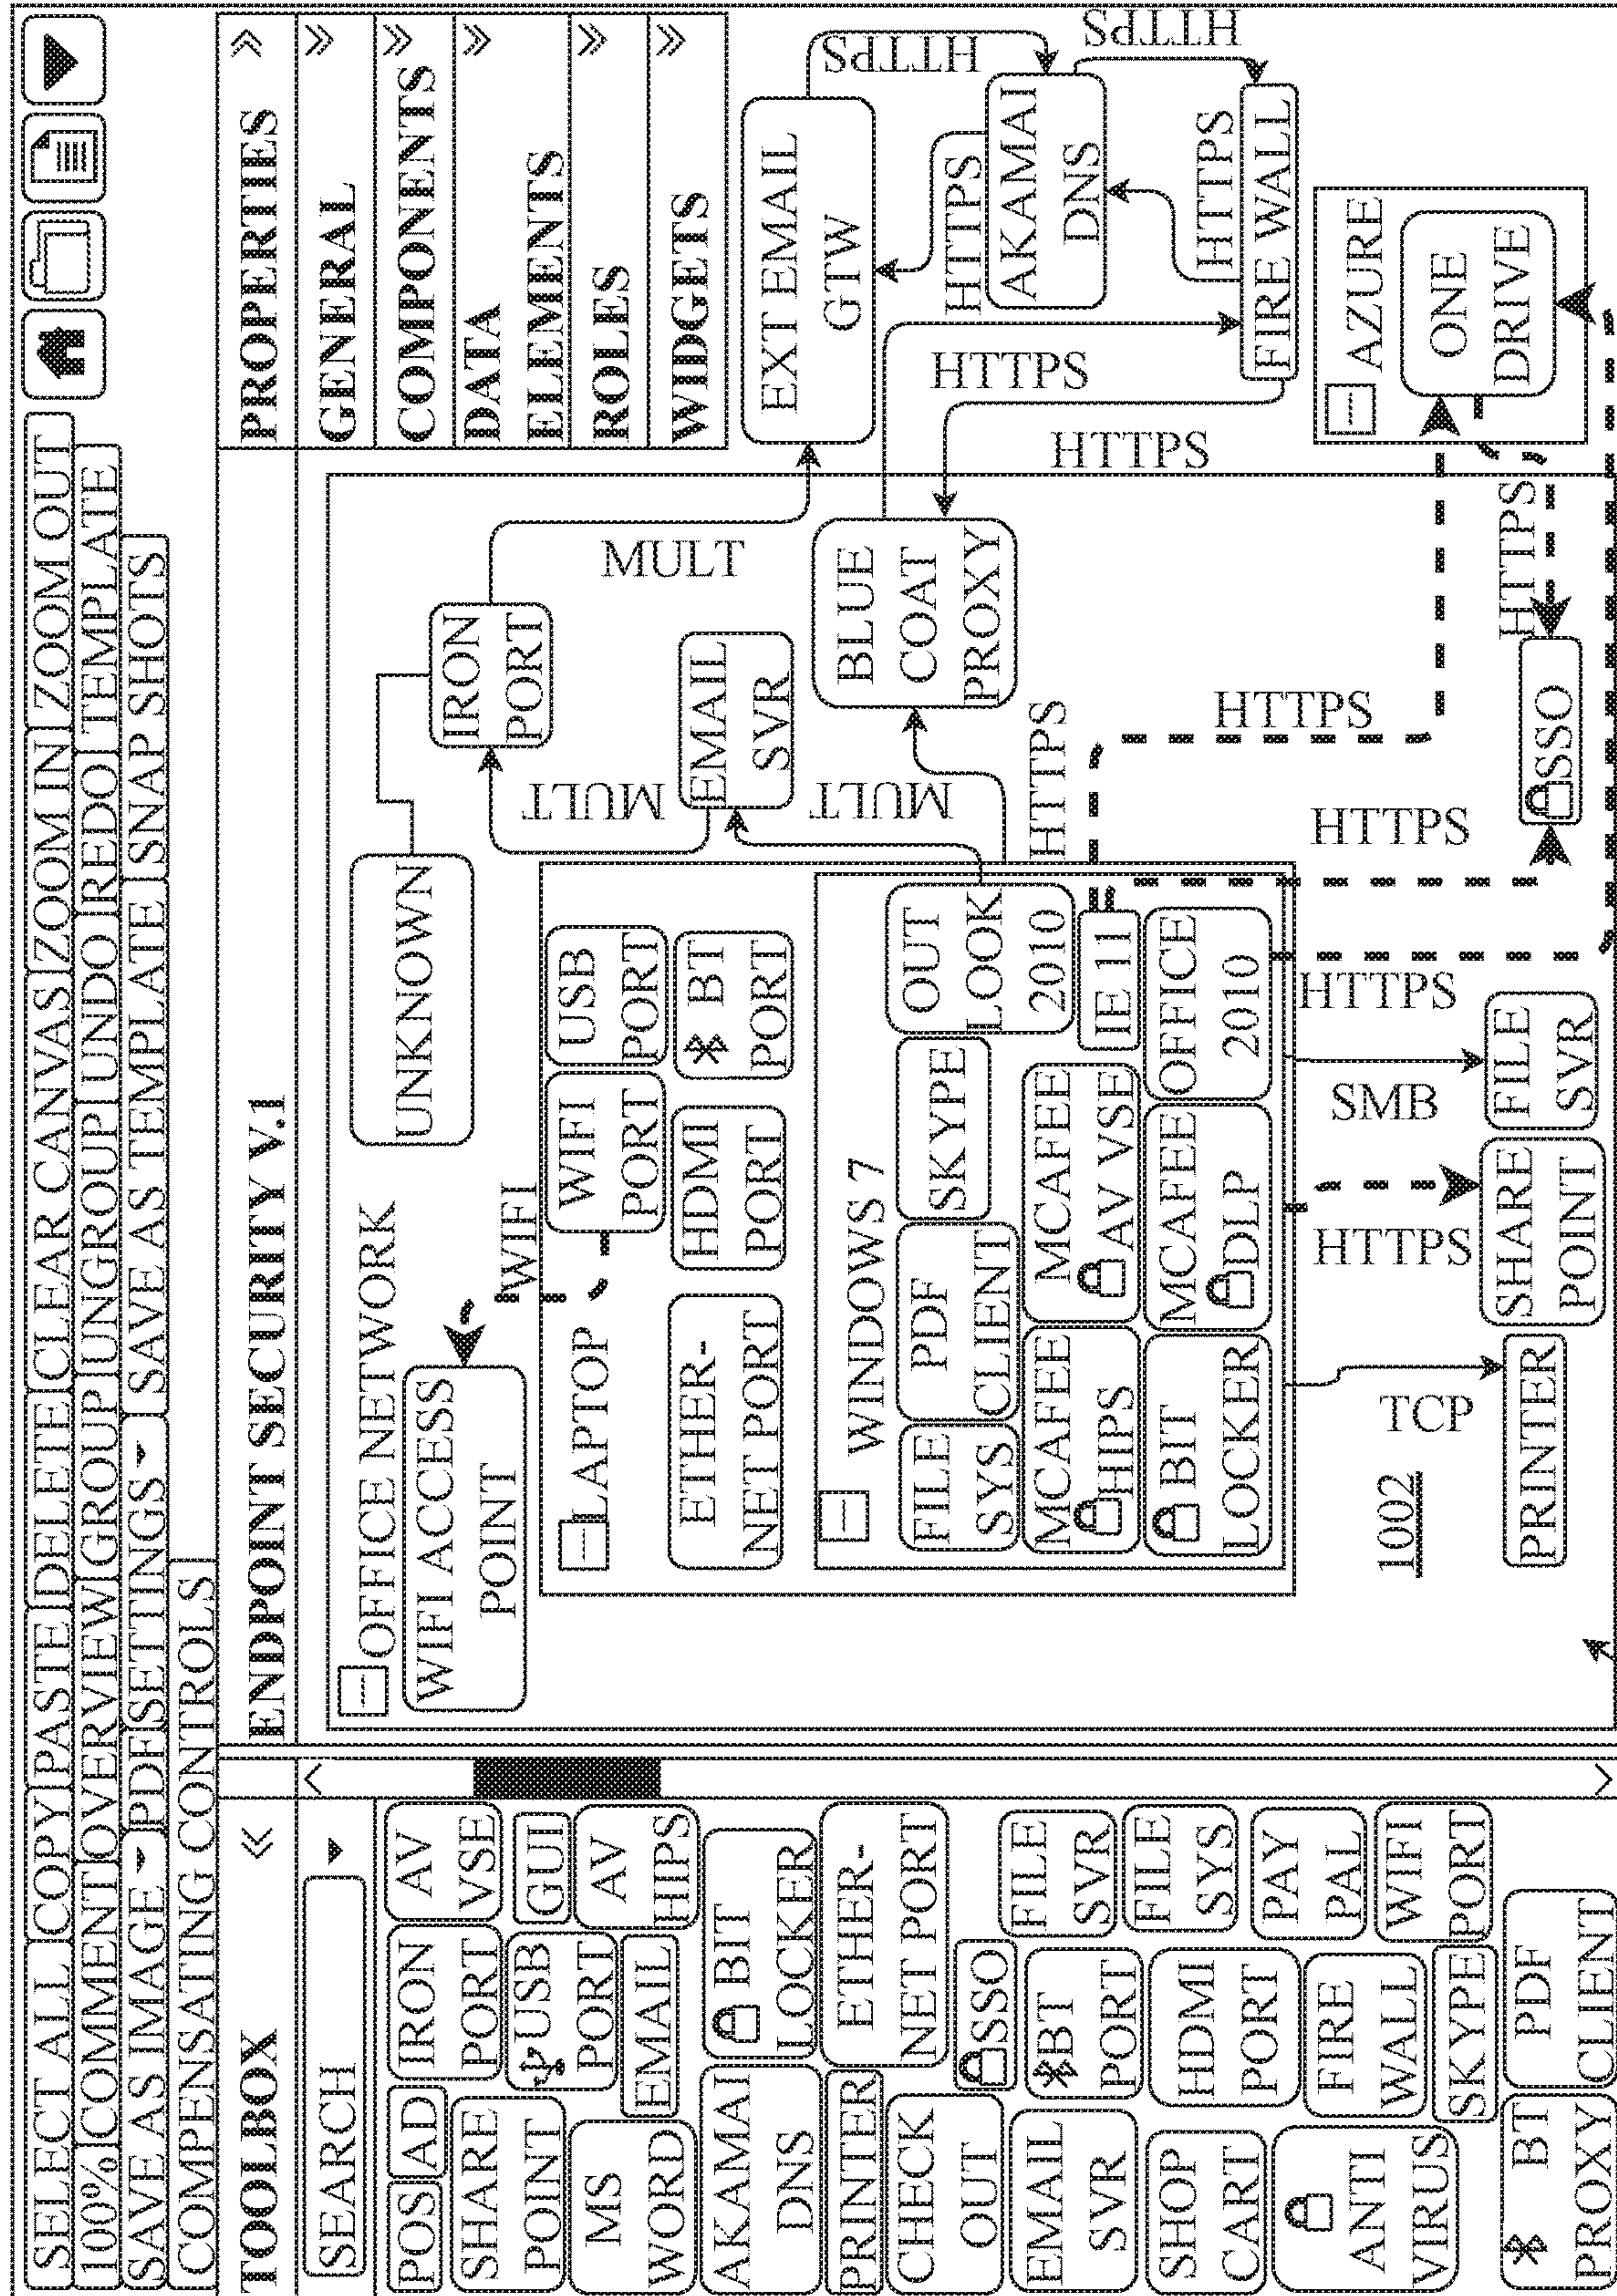 SELECT ALL COPY PASTE DELETE CLEAR CANVAS ZOOM IN ZOOM OUT
100% COMMENT OVERVIEW GROUP UNGROUP UNDO REDO TEMPLATE
SAVE AS IMAGE PDF SETTINGS SAVE AS TEMPLATE SNAP SHOTS
COMPENSATING CONTROLS
TOOLBOX
SEARCH
POS
AD
IRON
PORT
AV
VSE
SHARE
POINT
USB
PORT
GUI
MS
WORD
EMAIL
AV
HIPS
AKAMAI
DNS
BIT
LOCKER
PRINTER
ETHER-
NET PORT
CHECK
OUT
SSO
FILE
SVR
EMAIL
SVR
BT
PORT
FILE
SYS
SHOP
CART
HDMI
PORT
PAY
PAL
ANTI
VIRUS
FIRE
WALL
WIFI
PORT
SKYPE
BT
PROXY
PDF
CLIENT
ENDPOINT SECURITY V.1
OFFICE NETWORK
WIFI ACCESS
POINT
UNKNOWN
IRON
PORT
WIFI
MULT
MULT
LAPTOP
WIFI
PORT
USB
PORT
ETHER-
NET PORT
HDMI
PORT
BT
PORT
EMAIL
SVR
MULT
WINDOWS 7
FILE
SYS
PDF
CLIENT
SKYPE
OUT
LOOK
2010
MCAFEE
HIPS
MCAFEE
AV VSE
IE 11
BIT
LOCKER
MCAFEE
DLP
OFFICE
2010
BLUE
COAT
PROXY
HTTPS
HTTPS
HTTPS
HTTPS
HTTPS
SMB
HTTPS
TCP
1002
PRINTER
SHARE
POINT
FILE
SVR
SSO
PROPERTIES
GENERAL
COMPONENTS
DATA
ELEMENTS
ROLES
WIDGETS
EXT EMAIL
GTW
HTTPS
HTTPS
AKAMAI
DNS
HTTPS
HTTPS
HTTPS
HTTPS
FIRE WALL
AZURE
ONE
DRIVE